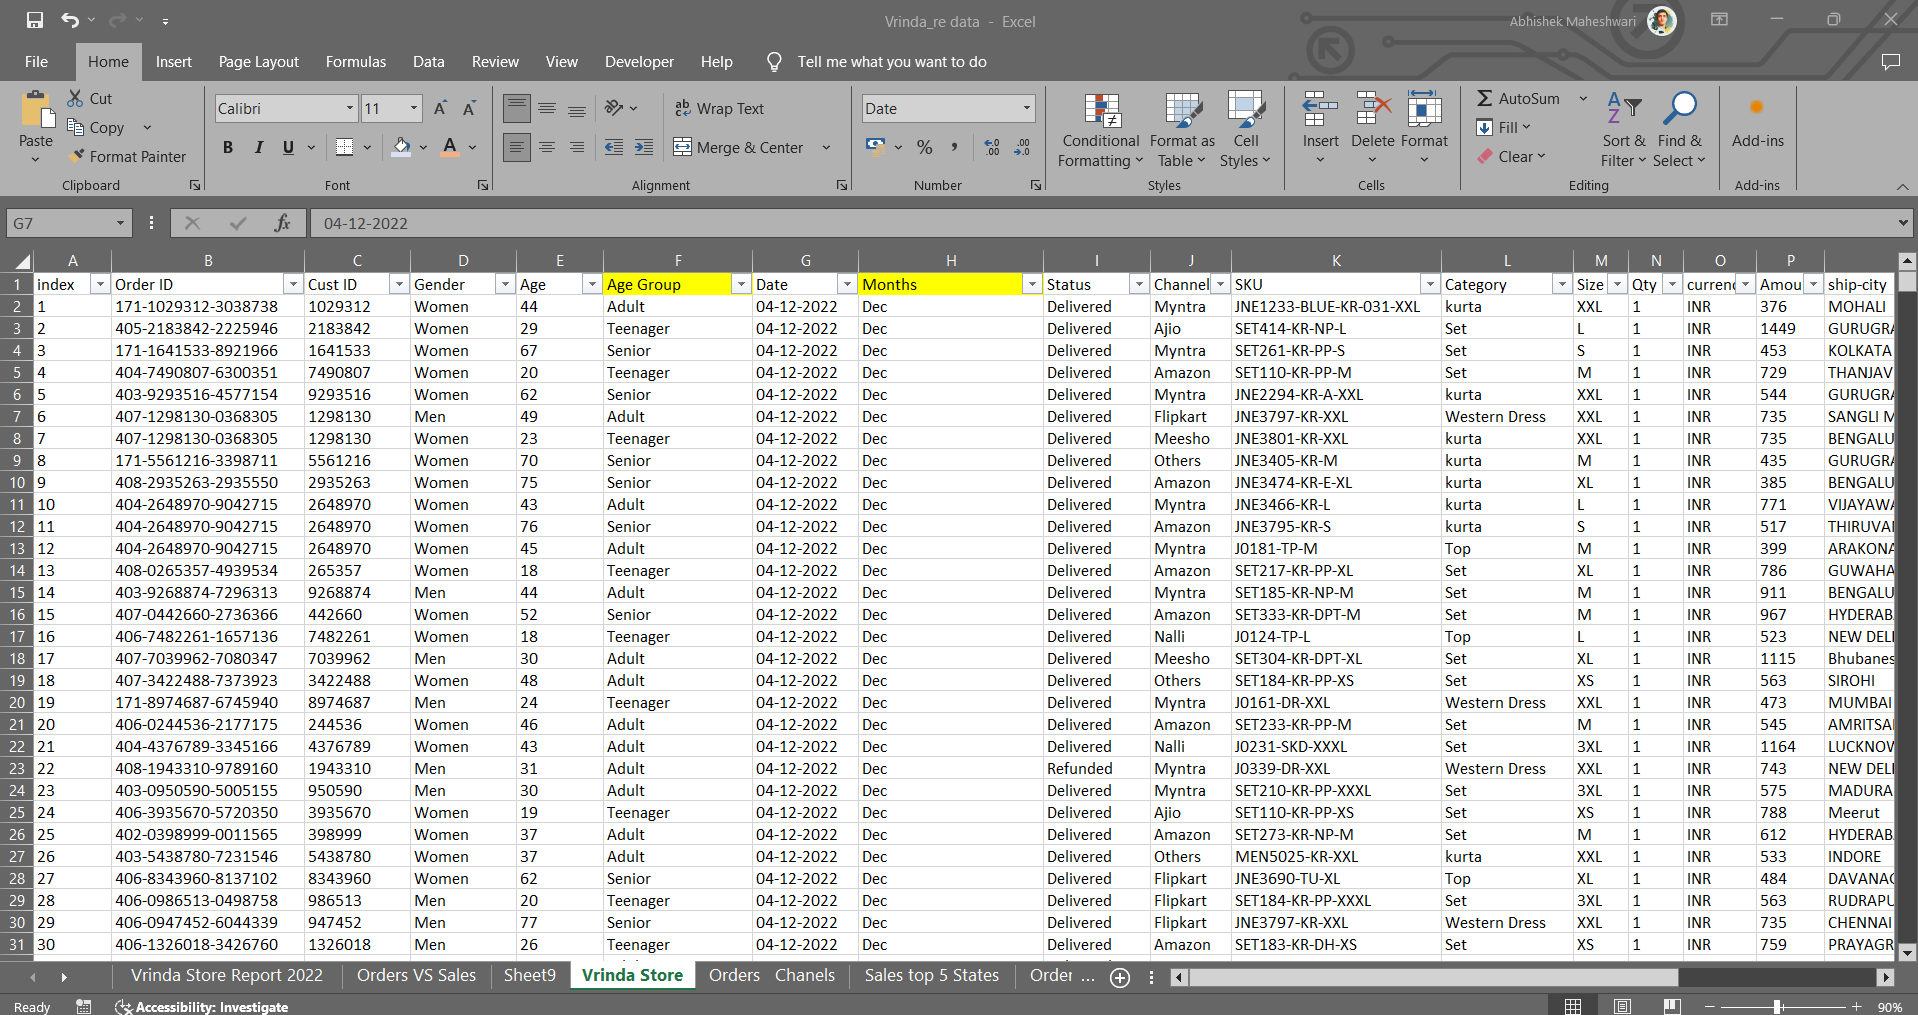 Vrinda_re data - Excel
Abhishek Maheshwari
File Home Insert Page Layout Formulas Data Review View Developer Help Tell me what you want to do
Paste Cut Copy Format Painter Clipboard
Calibri 11 B I U Font
Wrap Text Merge & Center Alignment
Date % Number
Conditional Formatting Format as Table Cell Styles Styles
Insert Delete Format Cells
AutoSum Fill Clear Sort & Filter Find & Select Editing
Add-ins Add-ins
G7 fx 04-12-2022
A B C D E F G H I J K L M N O P
1 index Order ID Cust ID Gender Age Age Group Date Months Status Channel SKU Category Size Qty currenc Amou ship-city
2 1 171-1029312-3038738 1029312 Women 44 Adult 04-12-2022 Dec Delivered Myntra JNE1233-BLUE-KR-031-XXL kurta XXL 1 INR 376 MOHALI
3 2 405-2183842-2225946 2183842 Women 29 Teenager 04-12-2022 Dec Delivered Ajio SET414-KR-NP-L Set L 1 INR 1449 GURUGRA
4 3 171-1641533-8921966 1641533 Women 67 Senior 04-12-2022 Dec Delivered Myntra SET261-KR-PP-S Set S 1 INR 453 KOLKATA
5 4 404-7490807-6300351 7490807 Women 20 Teenager 04-12-2022 Dec Delivered Amazon SET110-KR-PP-M Set M 1 INR 729 THANJAV
6 5 403-9293516-4577154 9293516 Women 62 Senior 04-12-2022 Dec Delivered Myntra JNE2294-KR-A-XXL kurta XXL 1 INR 544 GURUGRA
7 6 407-1298130-0368305 1298130 Men 49 Adult 04-12-2022 Dec Delivered Flipkart JNE3797-KR-XXL Western Dress XXL 1 INR 735 SANGLI M
8 7 407-1298130-0368305 1298130 Women 23 Teenager 04-12-2022 Dec Delivered Meesho JNE3801-KR-XXL kurta XXL 1 INR 735 BENGALU
9 8 171-5561216-3398711 5561216 Women 70 Senior 04-12-2022 Dec Delivered Others JNE3405-KR-M kurta M 1 INR 435 GURUGRA
10 9 408-2935263-2935550 2935263 Women 75 Senior 04-12-2022 Dec Delivered Amazon JNE3474-KR-E-XL kurta XL 1 INR 385 BENGALU
11 10 404-2648970-9042715 2648970 Women 43 Adult 04-12-2022 Dec Delivered Myntra JNE3466-KR-L kurta L 1 INR 771 VIJAYAWA
12 11 404-2648970-9042715 2648970 Women 76 Senior 04-12-2022 Dec Delivered Amazon JNE3795-KR-S kurta S 1 INR 517 THIRUVAN
13 12 404-2648970-9042715 2648970 Women 45 Adult 04-12-2022 Dec Delivered Myntra J0181-TP-M Top M 1 INR 399 ARAKONA
14 13 408-0265357-4939534 265357 Women 18 Teenager 04-12-2022 Dec Delivered Amazon SET217-KR-PP-XL Set XL 1 INR 786 GUWAHA
15 14 403-9268874-7296313 9268874 Men 44 Adult 04-12-2022 Dec Delivered Myntra SET185-KR-NP-M Set M 1 INR 911 BENGALU
16 15 407-0442660-2736366 442660 Women 52 Senior 04-12-2022 Dec Delivered Amazon SET333-KR-DPT-M Set M 1 INR 967 HYDERAB
17 16 406-7482261-1657136 7482261 Women 18 Teenager 04-12-2022 Dec Delivered Nalli J0124-TP-L Top L 1 INR 523 NEW DEL
18 17 407-7039962-7080347 7039962 Men 30 Adult 04-12-2022 Dec Delivered Meesho SET304-KR-DPT-XL Set XL 1 INR 1115 Bhubanes
19 18 407-3422488-7373923 3422488 Women 48 Adult 04-12-2022 Dec Delivered Others SET184-KR-PP-XS Set XS 1 INR 563 SIROHI
20 19 171-8974687-6745940 8974687 Men 24 Teenager 04-12-2022 Dec Delivered Myntra J0161-DR-XXL Western Dress XXL 1 INR 473 MUMBAI
21 20 406-0244536-2177175 244536 Women 46 Adult 04-12-2022 Dec Delivered Amazon SET233-KR-PP-M Set M 1 INR 545 AMRITSA
22 21 404-4376789-3345166 4376789 Women 43 Adult 04-12-2022 Dec Delivered Nalli J0231-SKD-XXXL Set 3XL 1 INR 1164 LUCKNOW
23 22 408-1943310-9789160 1943310 Men 31 Adult 04-12-2022 Dec Refunded Myntra J0339-DR-XXL Western Dress XXL 1 INR 743 NEW DEL
24 23 403-0950590-5005155 950590 Men 30 Adult 04-12-2022 Dec Delivered Myntra SET210-KR-PP-XXXL Set 3XL 1 INR 575 MADURA
25 24 406-3935670-5720350 3935670 Women 19 Teenager 04-12-2022 Dec Delivered Ajio SET110-KR-PP-XS Set XS 1 INR 788 Meerut
26 25 402-0398999-0011565 398999 Women 37 Adult 04-12-2022 Dec Delivered Amazon SET273-KR-NP-M Set M 1 INR 612 HYDERAB
27 26 403-5438780-7231546 5438780 Women 37 Adult 04-12-2022 Dec Delivered Others MEN5025-KR-XXL kurta XXL 1 INR 533 INDORE
28 27 406-8343960-8137102 8343960 Women 62 Senior 04-12-2022 Dec Delivered Flipkart JNE3690-TU-XL Top XL 1 INR 484 DAVANAG
29 28 406-0986513-0498758 986513 Men 20 Teenager 04-12-2022 Dec Delivered Flipkart SET184-KR-PP-XXXL Set 3XL 1 INR 563 RUDRAPU
30 29 406-0947452-6044339 947452 Men 77 Senior 04-12-2022 Dec Delivered Flipkart JNE3797-KR-XXL Western Dress XXL 1 INR 735 CHENNAI
31 30 406-1326018-3426760 1326018 Men 26 Teenager 04-12-2022 Dec Delivered Amazon SET183-KR-DH-XS Set XS 1 INR 759 PRAYAGR
Vrinda Store Report 2022 Orders VS Sales Sheet9 Vrinda Store Orders Chanels Sales top 5 States Order ...
Ready Accessibility: Investigate 90%